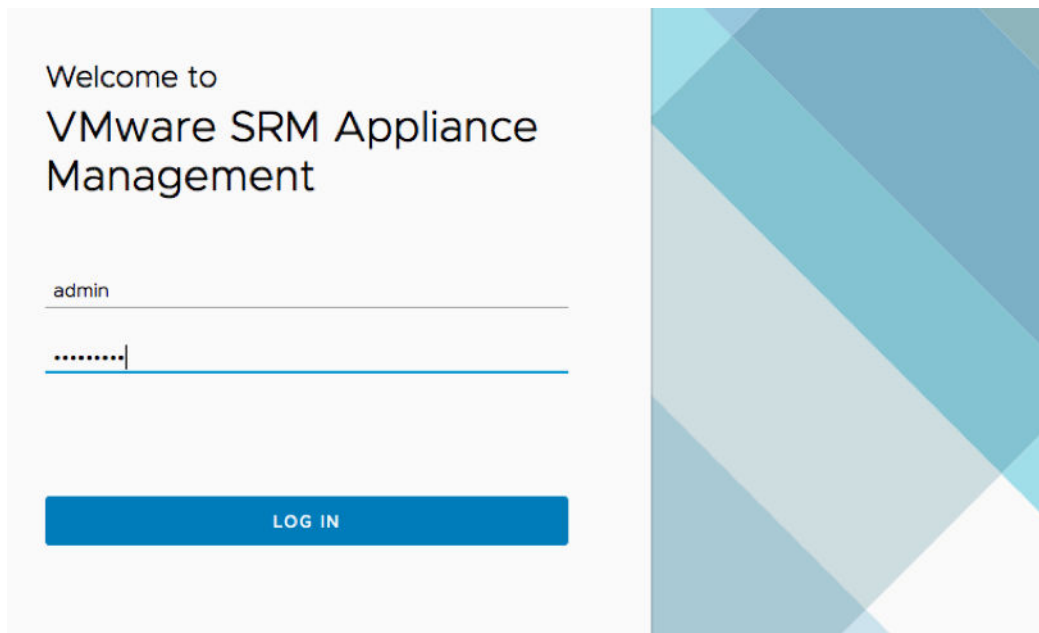 Welcome to
VMware SRM Appliance
Management
admin
•••••••••
LOG IN